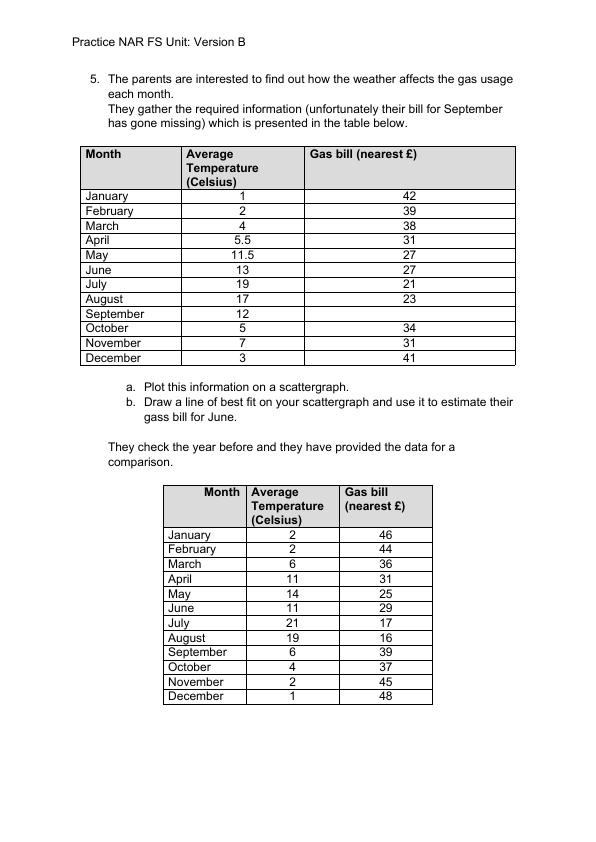 Practice NAR FS Unit: Version B
5. The parents are interested to find out how the weather affects the gas usage
each month.
They gather the required information (unfortunately their bill for September
has gone missing) which is presented in the table below.
Month Average Gas bill (nearest £)
Temperature
(Celsius)
January 1 42
February 2 39
March 4 38
April 5.5 31
May 11.5 27
June 13 27
July 19 21
August 17 23
September 12
October 5 34
November 7 31
December 3 41
a. Plot this information on a scattergraph.
b. Draw a line of best fit on your scattergraph and use it to estimate their
gass bill for June.
They check the year before and they have provided the data for a
comparison.
Month Average Gas bill
Temperature (nearest £)
(Celsius)
January 2 46
February 2 44
March 6 36
April 11 31
May 14 25
June 11 29
July 21 17
August 19 16
September 6 39
October 4 37
November 2 45
December 1 48